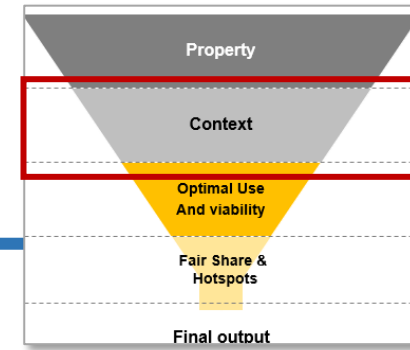 Property
Context
Optimal Use
And viability
Fair Share &
Hotspots
Final output